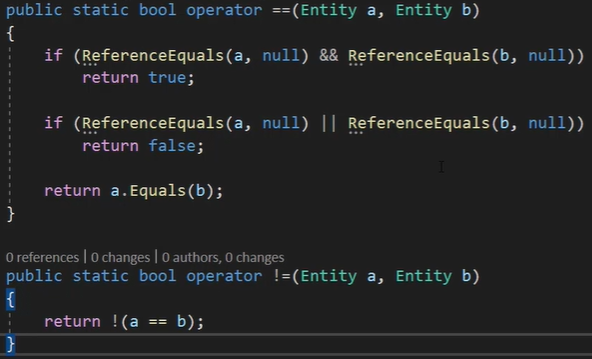 public static bool operator ==(Entity a, Entity b)
{
    if (ReferenceEquals(a, null) && ReferenceEquals(b, null))
        return true;

    if (ReferenceEquals(a, null) || ReferenceEquals(b, null))
        return false;

    return a.Equals(b);
}

0 references | 0 changes | 0 authors, 0 changes
public static bool operator !=(Entity a, Entity b)
{
    return !(a == b);
}